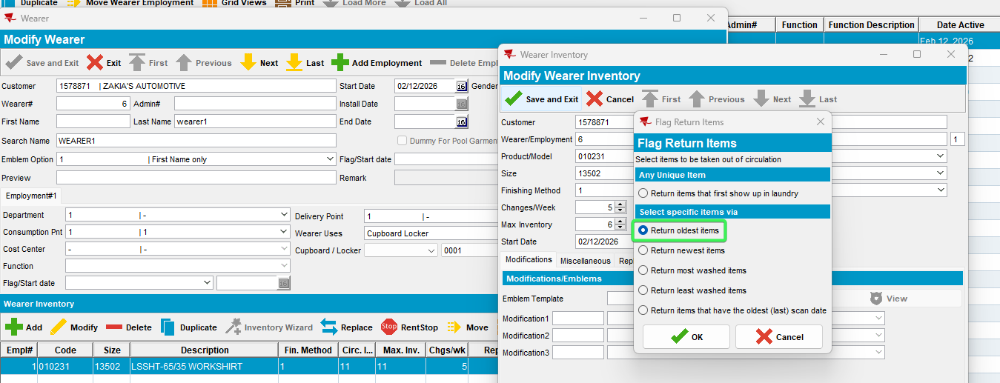 Duplicate Move Wearer Employment Grid Views Print Load More Load All
Wearer
Admin# Function Function Description Date Active
Feb 12, 2026
2
Modify Wearer
Save and Exit Exit First Previous Next Last Add Employment Delete Empl
Customer 1578871 | ZAKIA'S AUTOMOTIVE Start Date 02/12/2026 16 Gender
Wearer# 6 Admin# Install Date 16
First Name Last Name wearer1 End Date 16
Search Name WEARER1 Dummy For Pool Garment
Emblem Option 1 | First Name only Flag/Start date
Preview Remark
Employment#1
Department 1 | - Delivery Point 1 | -
Consumption Pnt 1 | 1 Wearer Uses Cupboard Locker
Cost Center - | - Cupboard / Locker 0001
Function
Flag/Start date 16
Wearer Inventory
Add Modify Delete Duplicate Inventory Wizard Replace Stop RentStop Move
Empl# Code Size Description Fin. Method Circ. I... Max. Inv. Chgs/wk Rep
1 010231 13502 LSSHT-65/35 WORKSHIRT 1 11 11 5
Wearer Inventory
Modify Wearer Inventory
Save and Exit Cancel First Previous Next Last
Customer 1578871
Wearer/Employment 6 1
Product/Model 010231
Size 13502
Finishing Method 1
Changes/Week 5
Max Inventory 6
Start Date 02/12/2026
Modifications Miscellaneous Rep
Modifications/Emblems
Emblem Template View
Modification1
Modification2
Modification3
Flag Return Items
Flag Return Items
Select items to be taken out of circulation
Any Unique Item
Return items that first show up in laundry
Select specific items via
Return oldest items
Return newest items
Return most washed items
Return least washed items
Return items that have the oldest (last) scan date
OK Cancel